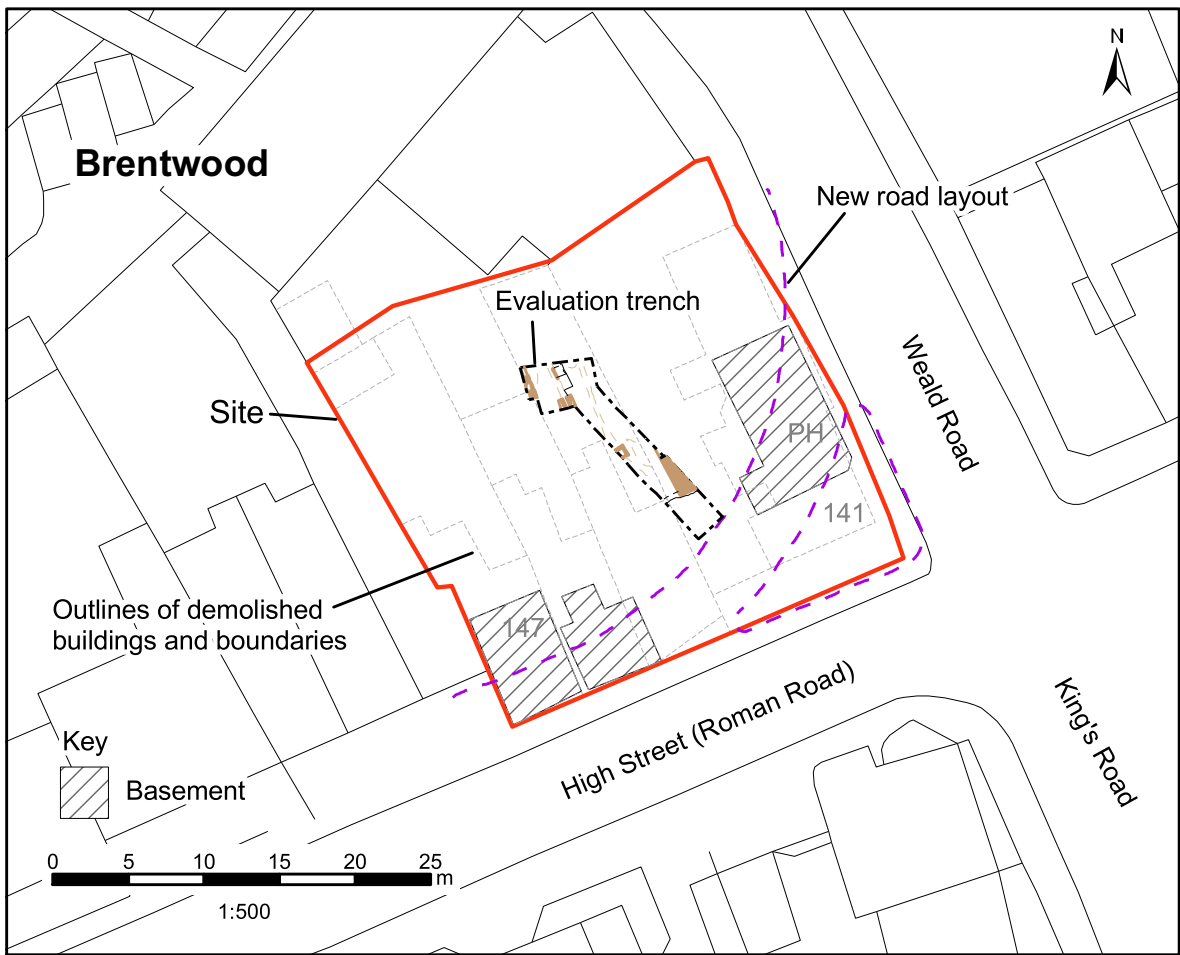 N
Brentwood
New road layout
Evaluation trench
Weald Road
Site
PH
141
Outlines of demolished
buildings and boundaries
147
High Street (Roman Road)
King's Road
Key
Basement
0 5 10 15 20 25
m
1:500